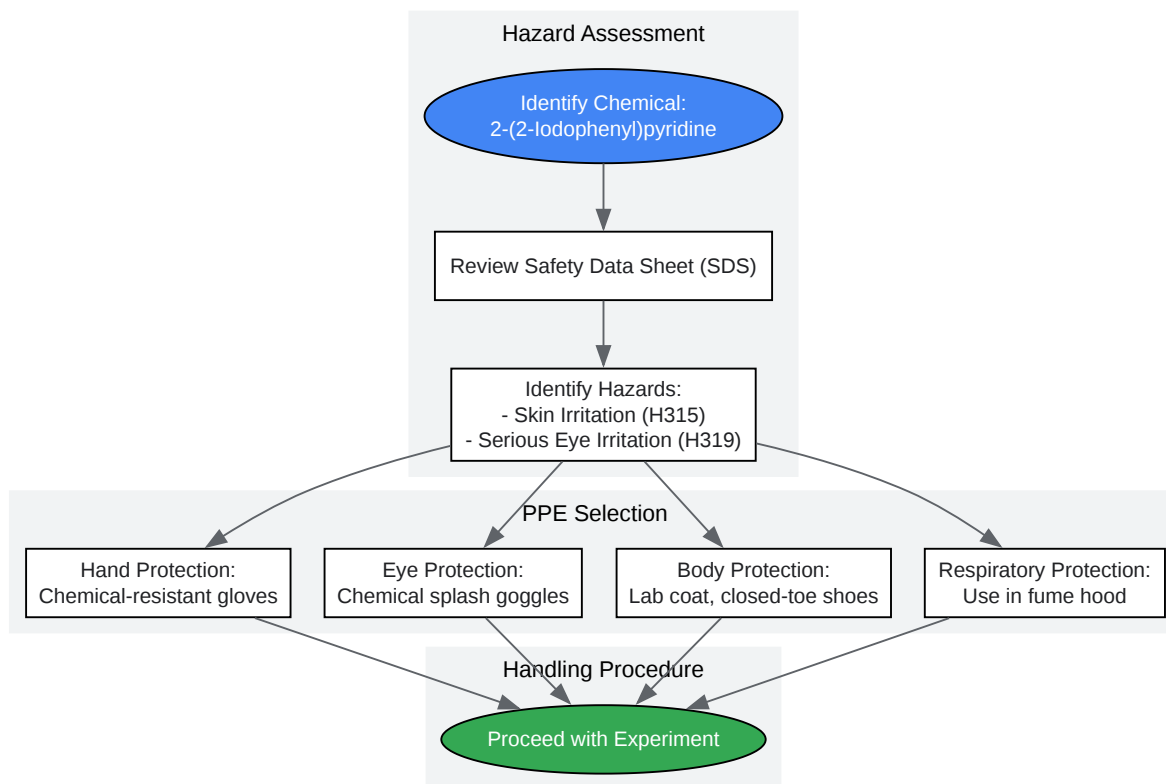 Hazard Assessment
Identify Chemical:
2-(2-Iodophenyl)pyridine
Review Safety Data Sheet (SDS)
Identify Hazards:
- Skin Irritation (H315)
- Serious Eye Irritation (H319)
PPE Selection
Hand Protection:
Chemical-resistant gloves
Eye Protection:
Chemical splash goggles
Body Protection:
Lab coat, closed-toe shoes
Respiratory Protection:
Use in fume hood
Handling Procedure
Proceed with Experiment